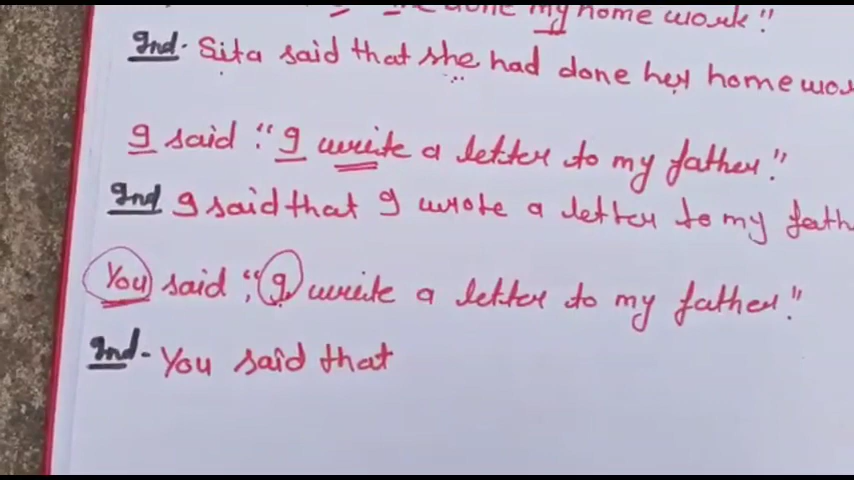 done my home work."
Ind. Sita said that she had done her home wor
I said "I write a letter to my father."
Ind I said that I wrote a letter to my fath
You said "I write a letter to my father."
Ind- You said that